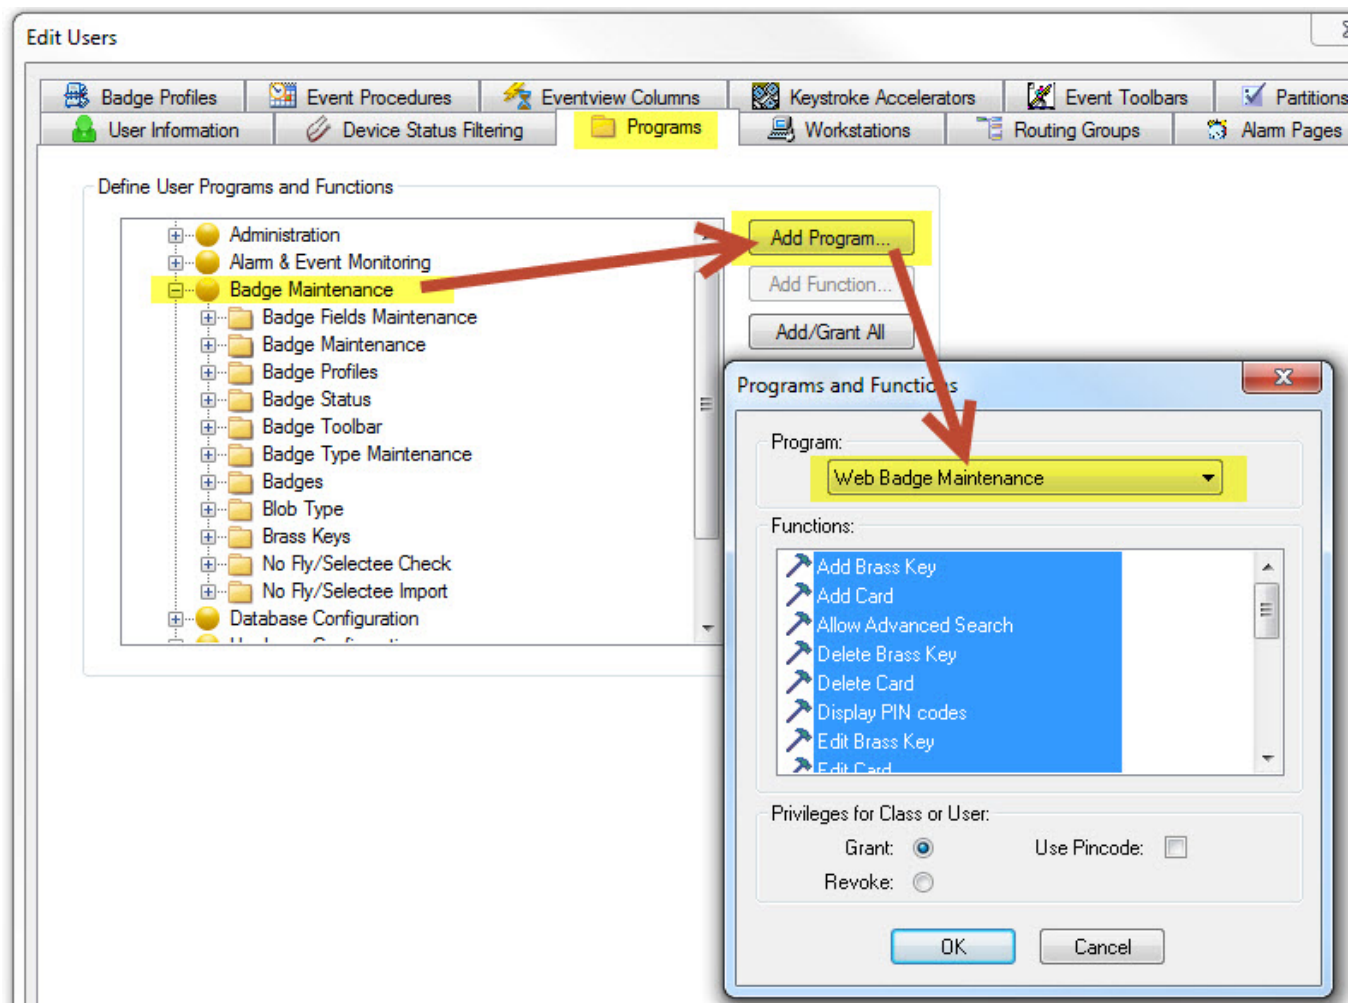 Edit Users
Badge Profiles
Event Procedures
Eventview Columns
Keystroke Accelerators
Event Toolbars
Partitions
User Information
Device Status Filtering
Programs
Workstations
Routing Groups
Alarm Pages
Define User Programs and Functions
Administration
Alarm & Event Monitoring
Badge Maintenance
Badge Fields Maintenance
Badge Maintenance
Badge Profiles
Badge Status
Badge Toolbar
Badge Type Maintenance
Badges
Blob Type
Brass Keys
No Fly/Selectee Check
No Fly/Selectee Import
Database Configuration
Add Program...
Add Function...
Add/Grant All
Programs and Functions
Program:
Web Badge Maintenance
Functions:
Add Brass Key
Add Card
Allow Advanced Search
Delete Brass Key
Delete Card
Display PIN codes
Edit Brass Key
Edit Card
Privileges for Class or User:
Grant:
Use Pincode:
Revoke:
OK
Cancel